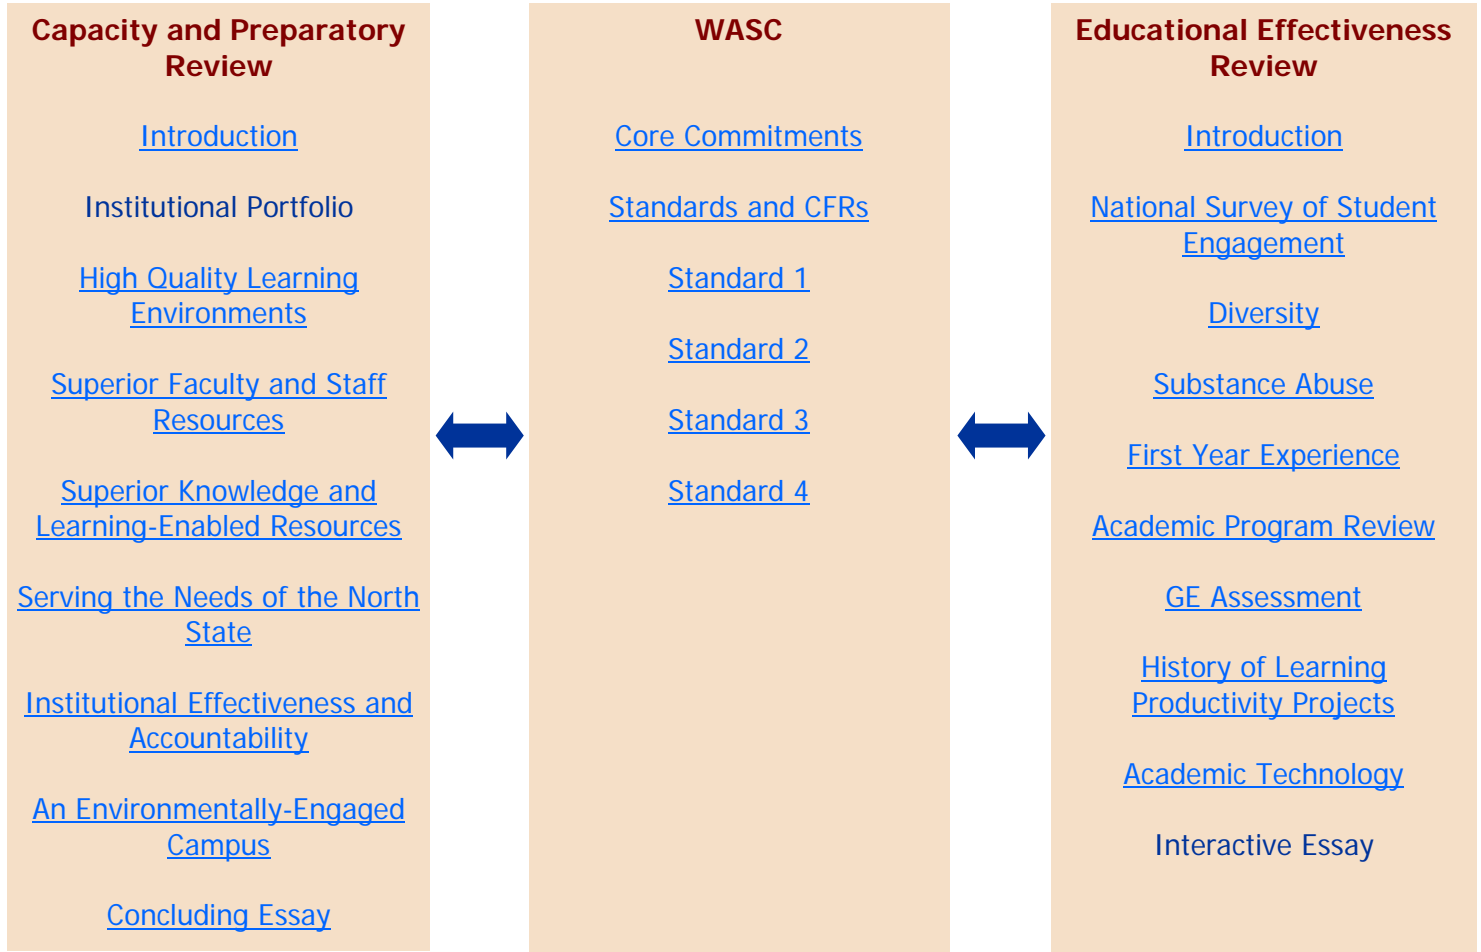 Capacity and Preparatory
Review
Introduction
Institutional Portfolio
High Quality Learning
Environments
Superior Faculty and Staff
Resources
Superior Knowledge and
Learning-Enabled Resources
Serving the Needs of the North
State
Institutional Effectiveness and
Accountability
An Environmentally-Engaged
Campus
Concluding Essay
WASC
Core Commitments
Standards and CFRs
Standard 1
Standard 2
Standard 3
Standard 4
Educational Effectiveness
Review
Introduction
National Survey of Student
Engagement
Diversity
Substance Abuse
First Year Experience
Academic Program Review
GE Assessment
History of Learning
Productivity Projects
Academic Technology
Interactive Essay